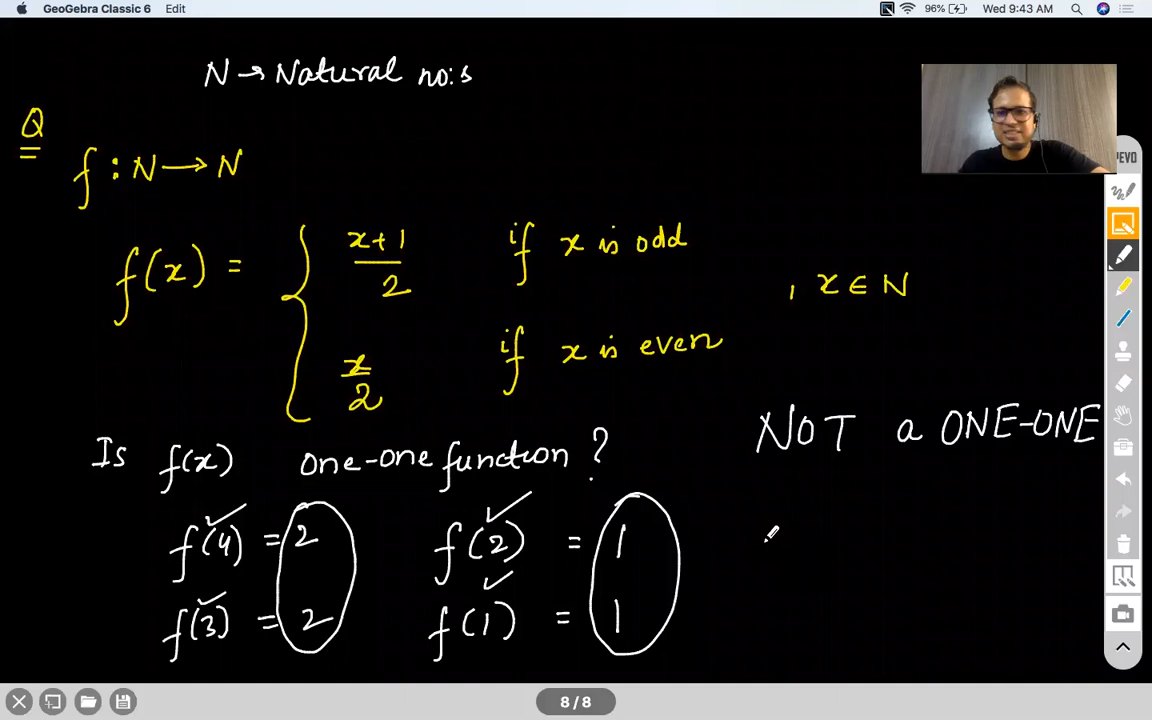 GeoGebra Classic 6 Edit 96% Wed 9:43 AM
N → Natural no:s
Q
f : N → N
f(x) = { x+1/2 if x is odd
, x ∈ N
x/2 if x is even
NOT a ONE-ONE
Is f(x) one-one function ?
f(4) = 2 f(2) = 1
f(3) = 2 f(1) = 1
8 / 8